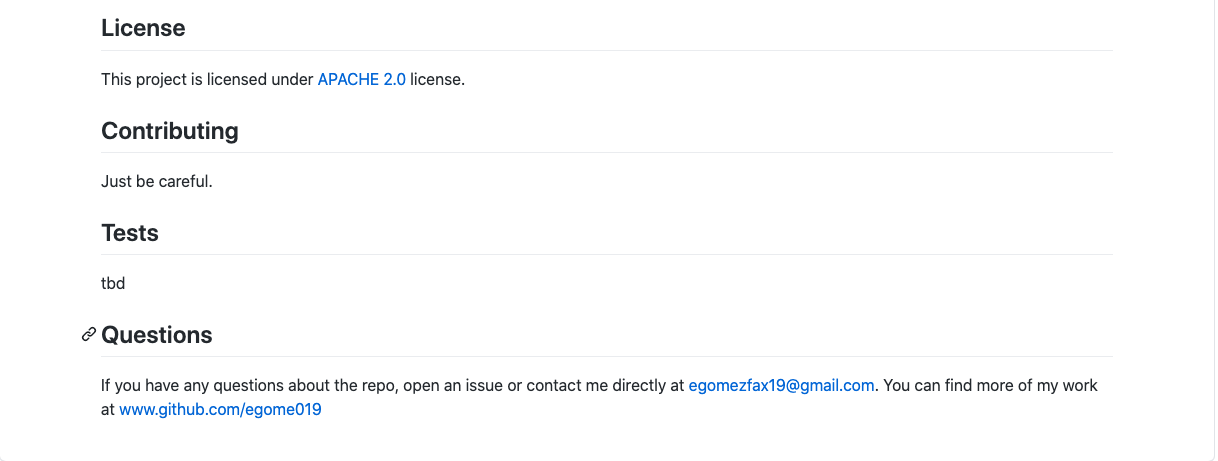 License
This project is licensed under APACHE 2.0 license.
Contributing
Just be careful.
Tests
tbd
Questions
If you have any questions about the repo, open an issue or contact me directly at egomezfax19@gmail.com. You can find more of my work
at www.github.com/egome019